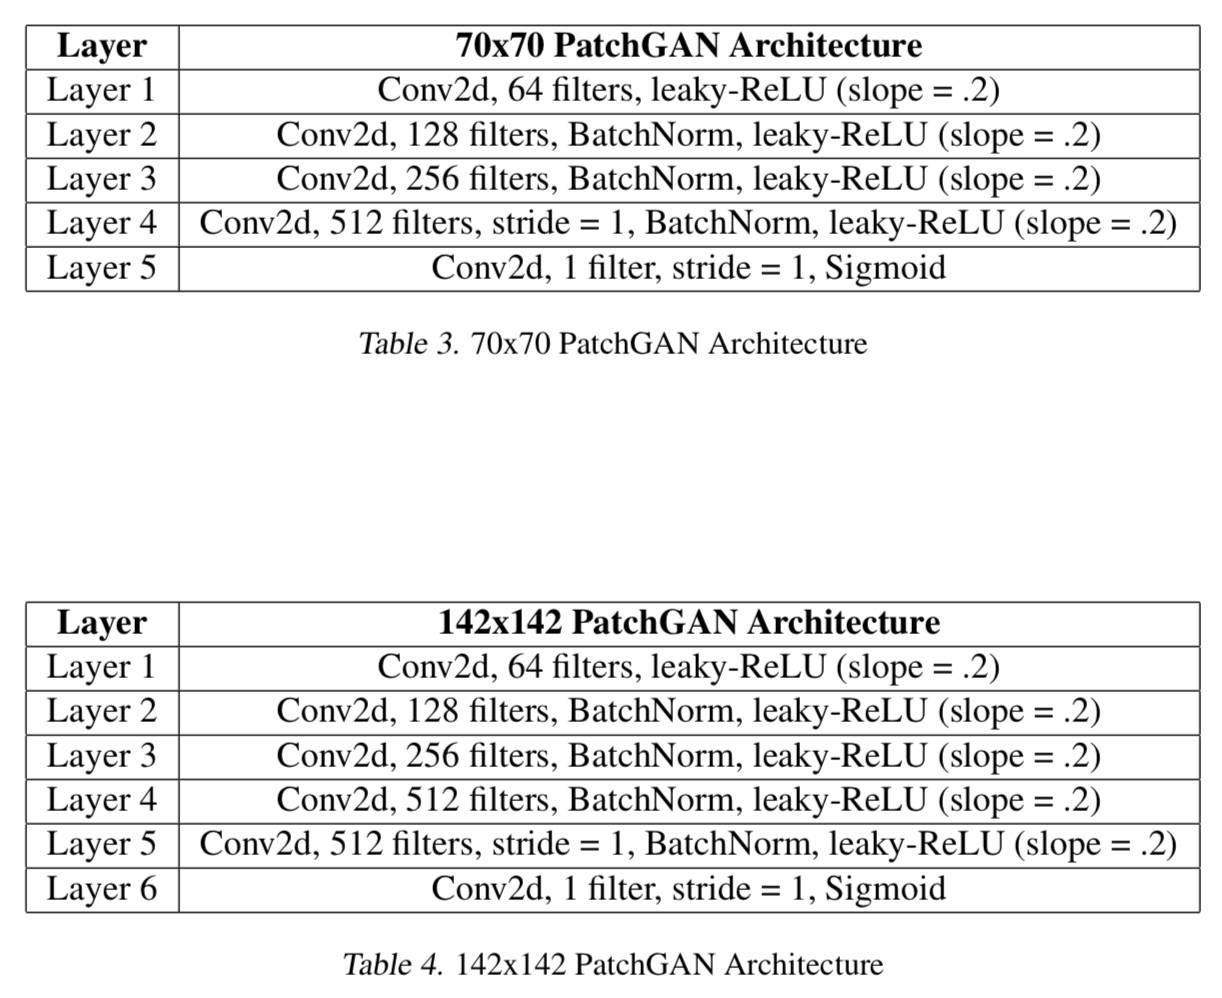 Layer 70x70 PatchGAN Architecture
Layer 1 Conv2d, 64 filters, leaky-ReLU (slope = .2)
Layer 2 Conv2d, 128 filters, BatchNorm, leaky-ReLU (slope = .2)
Layer 3 Conv2d, 256 filters, BatchNorm, leaky-ReLU (slope = .2)
Layer 4 Conv2d, 512 filters, stride = 1, BatchNorm, leaky-ReLU (slope = .2)
Layer 5 Conv2d, 1 filter, stride = 1, Sigmoid
Table 3. 70x70 PatchGAN Architecture
Layer 142x142 PatchGAN Architecture
Layer 1 Conv2d, 64 filters, leaky-ReLU (slope = .2)
Layer 2 Conv2d, 128 filters, BatchNorm, leaky-ReLU (slope = .2)
Layer 3 Conv2d, 256 filters, BatchNorm, leaky-ReLU (slope = .2)
Layer 4 Conv2d, 512 filters, BatchNorm, leaky-ReLU (slope = .2)
Layer 5 Conv2d, 512 filters, stride = 1, BatchNorm, leaky-ReLU (slope = .2)
Layer 6 Conv2d, 1 filter, stride = 1, Sigmoid
Table 4. 142x142 PatchGAN Architecture